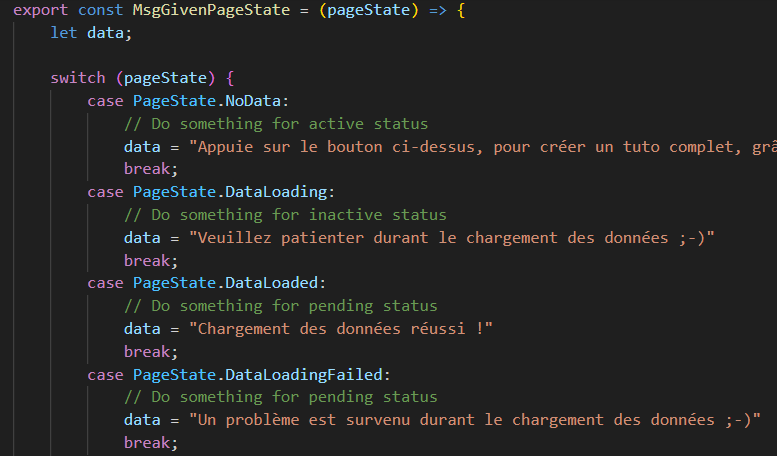 export const MsgGivenPageState = (pageState) => {
let data;
switch (pageState) {
case PageState.NoData:
// Do something for active status
data = "Appuie sur le bouton ci-dessus, pour créer un tuto complet,
break;
case PageState.DataLoading:
// Do something for inactive status
data = "Veuillez patienter durant le chargement des données ;-)"
break;
case PageState.DataLoaded:
// Do something for pending status
data = "Chargement des données réussi !"
break;
case PageState.DataLoadingFailed:
// Do something for pending status
data = "Un problème est survenu durant le chargement des données ;-)"
break;